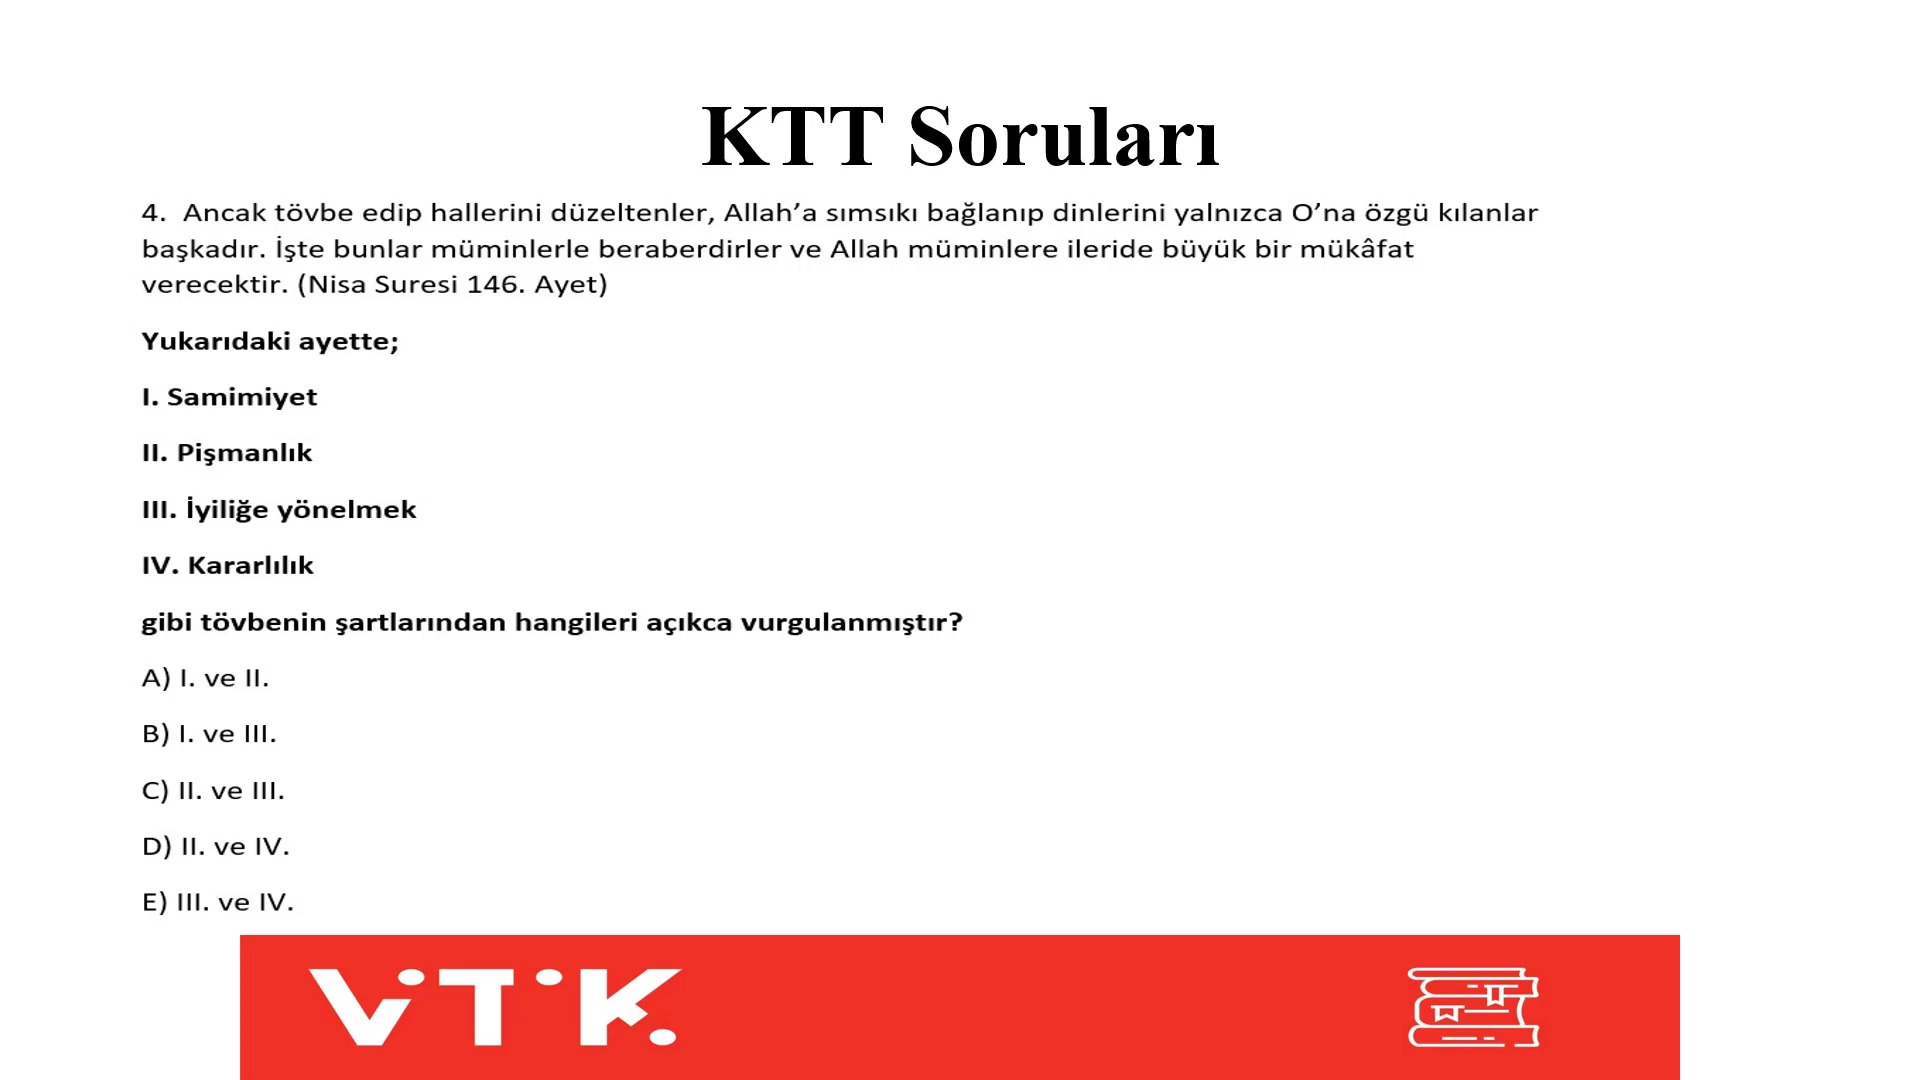 KTT Soruları
4. Ancak tövbe edip hallerini düzeltenler, Allah’a sımsıkı bağlanıp dinlerini yalnızca O’na özgü kılanlar
başkadır. İşte bunlar müminlerle beraberdirler ve Allah müminlere ileride büyük bir mükâfat
verecektir. (Nisa Suresi 146. Ayet)
Yukarıdaki ayette;
I. Samimiyet
II. Pişmanlık
III. İyiliğe yönelmek
IV. Kararlılık
gibi tövbenin şartlarından hangileri açıkca vurgulanmıştır?
A) I. ve II.
B) I. ve III.
C) II. ve III.
D) II. ve IV.
E) III. ve IV.
ViTiK